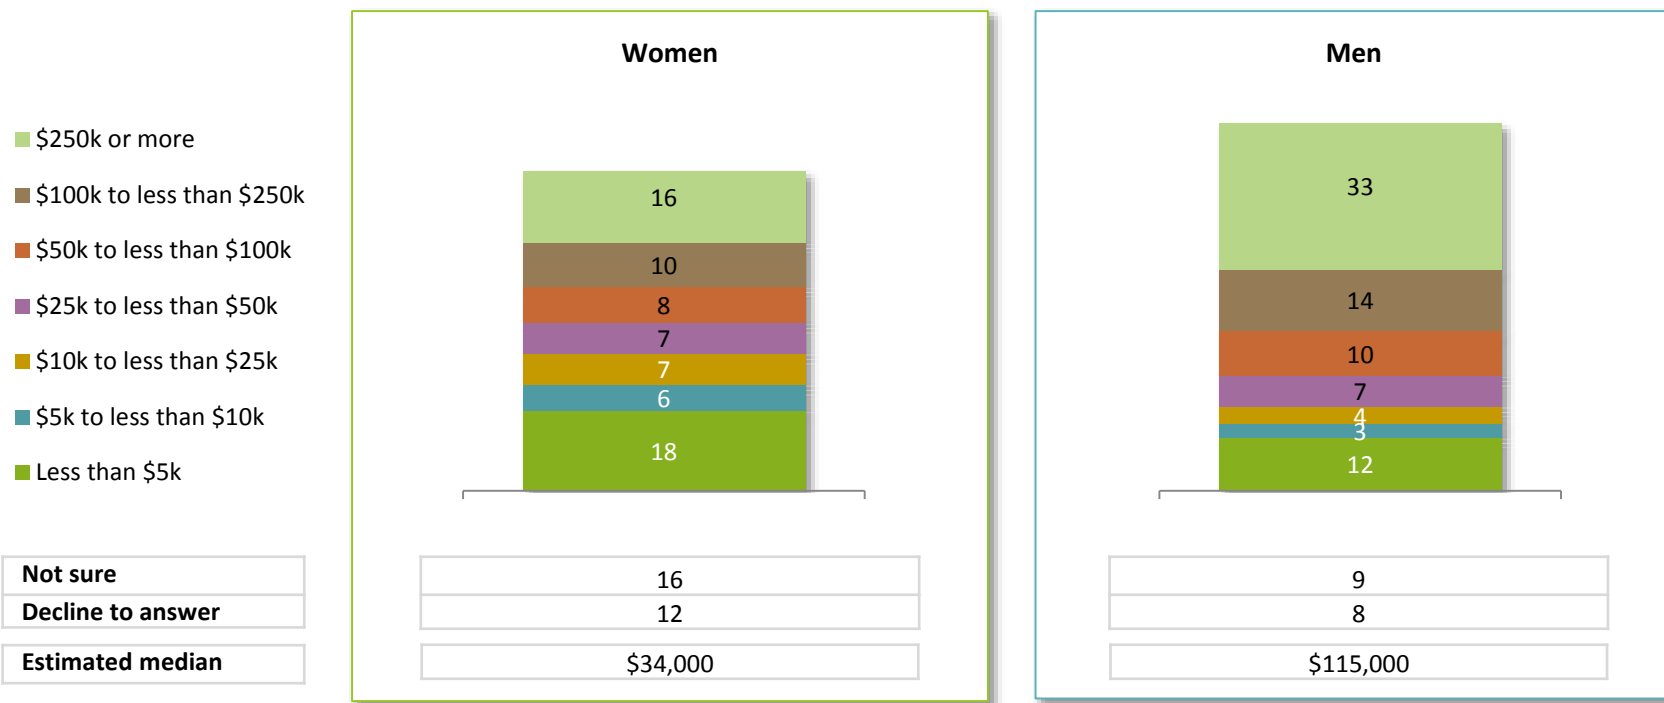 Women
Men
$250k or more
$100k to less than $250k
$50k to less than $100k
$25k to less than $50k
$10k to less than $25k
$5k to less than $10k
Less than $5k
16
10
8
7
7
6
18
33
14
10
7
4
3
12
Not sure
16
9
Decline to answer
12
8
Estimated median
$34,000
$115,000